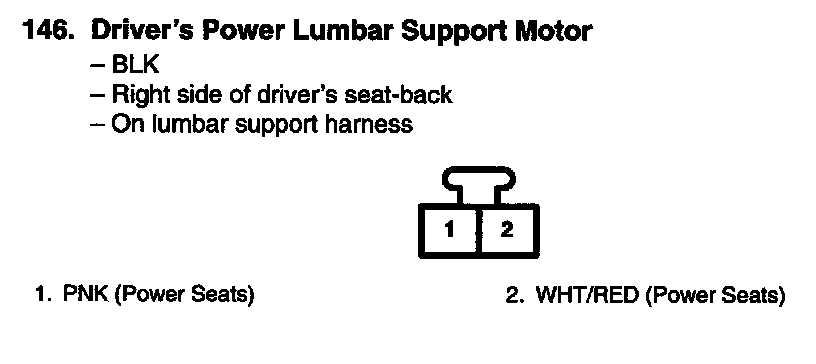 146. Driver's Power Lumbar Support Motor
– BLK
– Right side of driver's seat-back
– On lumbar support harness
1 2
1. PNK (Power Seats) 2. WHT/RED (Power Seats)